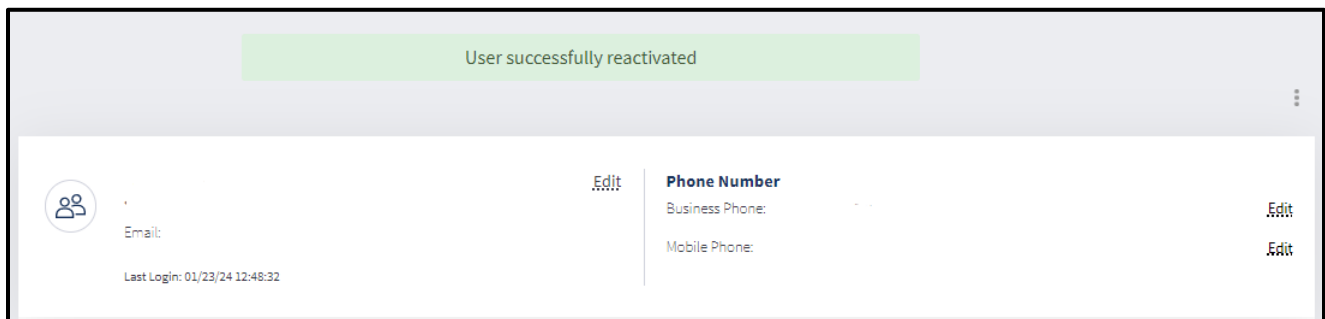 User successfully reactivated
Edit
Email:
Last Login: 01/23/24 12:48:32
Phone Number
Business Phone:
Edit
Mobile Phone:
Edit